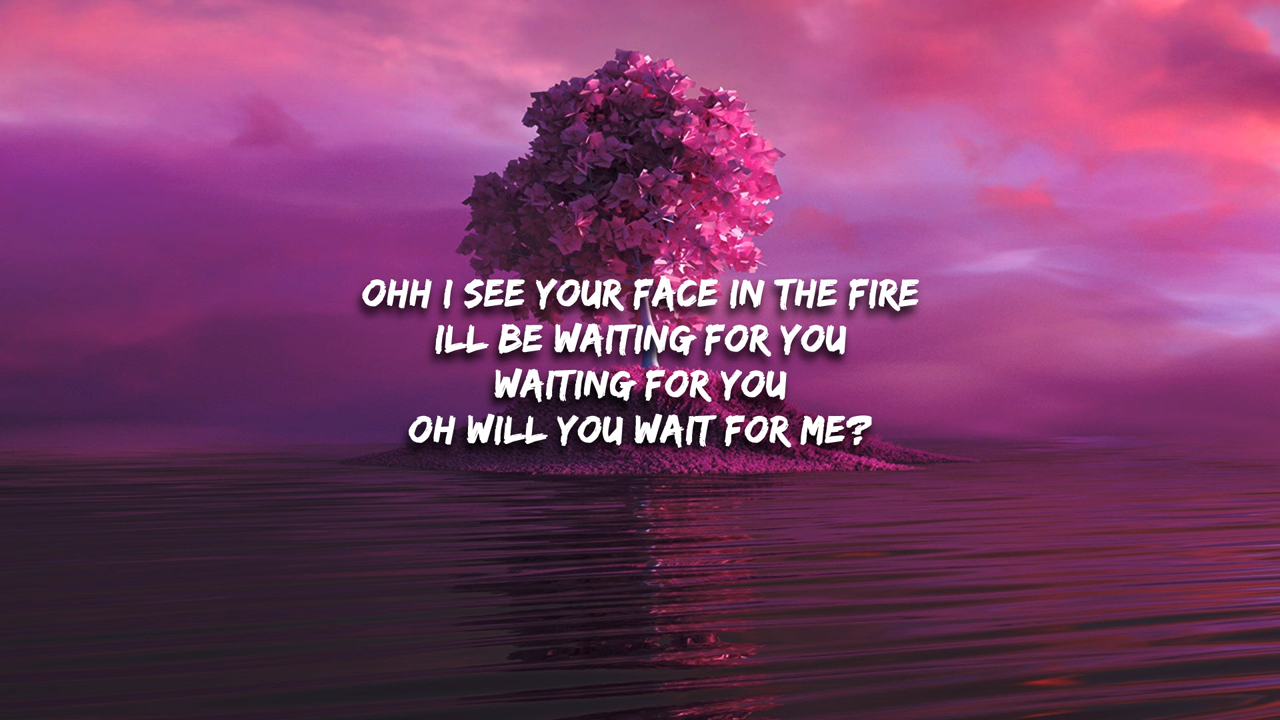 OHH I SEE YOUR FACE IN THE FIRE
ILL BE WAITING FOR YOU
WAITING FOR YOU
OH WILL YOU WAIT FOR ME?